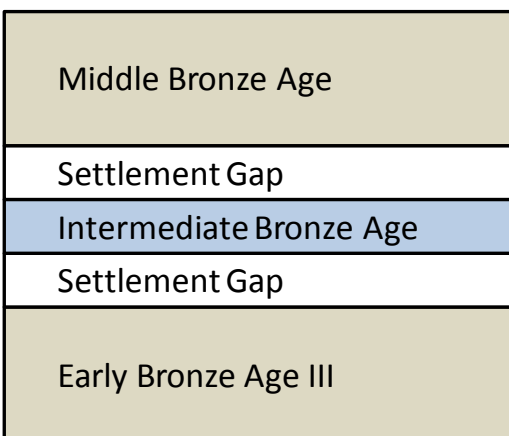 Middle Bronze Age
Settlement Gap
Intermediate Bronze Age
Settlement Gap
Early Bronze Age III